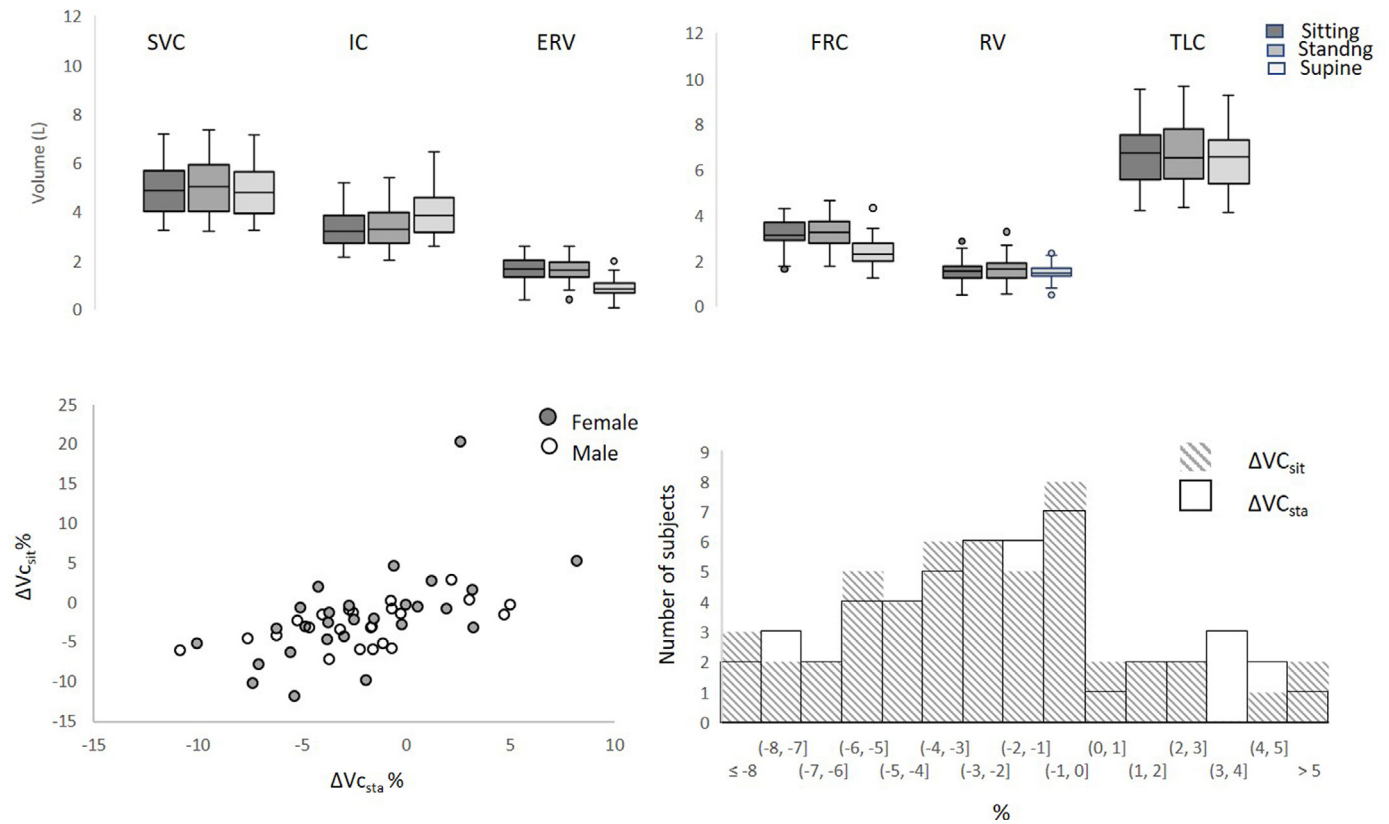 SVC IC ERV
Volume (L)
12
10
8
6
4
2
0
FRC RV TLC
12
10
8
6
4
2
0
Sitting
Standng
Supine
ΔVc_sit%
25
20
15
10
5
0
-5
-10
-15
-15 -10 -5 0 5 10
ΔVc_sta %
Female
Male
Number of subjects
9
8
7
6
5
4
3
2
1
0
ΔVC_sit
ΔVC_sta
(-8, -7] (-6, -5] (-4, -3] (-2, -1] (0, 1] (2, 3] (4, 5]
≤ -8 (-7, -6] (-5, -4] (-3, -2] (-1, 0] (1, 2] (3, 4] > 5
%